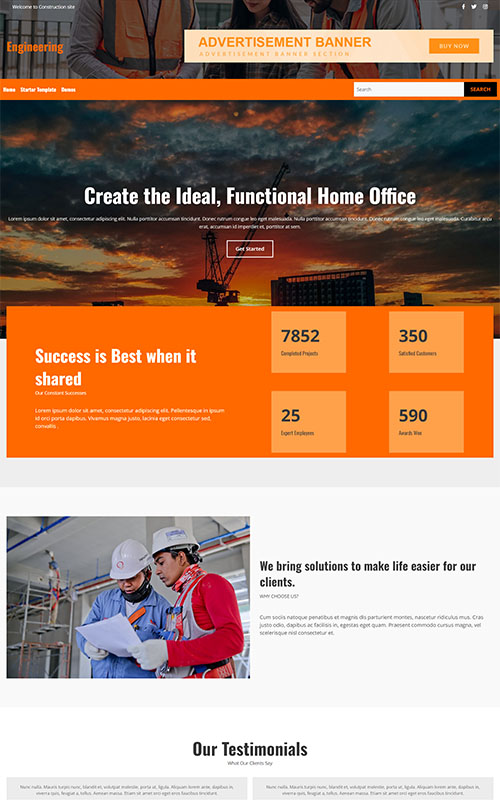 Welcome to Construction site
Engineering
ADVERTISEMENT BANNER
ADVERTISEMENT BANNER SECTION
BUY NOW
Home Starter Template Demos
Search
SEARCH
Create the Ideal, Functional Home Office
Lorem ipsum dolor sit amet, consectetur adipiscing elit. Nulla porttitor accumsan tincidunt. Donec rutrum congue leo eget malesuada. Nulla porttitor accumsan tincidunt. Donec rutrum congue leo eget malesuada. Curabitur arcu
erat, accumsan id imperdiet et, porttitor at sem.
Get Started
Success is Best when it
shared
Our Constant Successes
Lorem ipsum dolor sit amet, consectetur adipiscing elit. Pellentesque in ipsum
id orci porta dapibus. Vivamus magna justo, lacinia eget consectetur sed,
convallis .
7852
Completed Projects
350
Satisfied Customers
25
Expert Employees
590
Awards Won
We bring solutions to make life easier for our
clients.
WHY CHOOSE US?
Cum sociis natoque penatibus et magnis dis parturient montes, nascetur ridiculus mus. Cras
justo odio, dapibus ac facilisis in, egestas eget quam. Praesent commodo cursus magna, vel
scelerisque nisl consectetur et.
Our Testimonials
What Our Clients Say
Nunc nulla. Mauris turpis nunc, blandit et, volutpat molestie, porta ut, ligula. Aliquam lorem ante, dapibus in,
viverra quis, feugiat a, tellus. Aenean massa. Etiam sit amet orci eget eros faucibus tincidunt.
Nunc nulla. Mauris turpis nunc, blandit et, volutpat molestie, porta ut, ligula. Aliquam lorem ante, dapibus in,
viverra quis, feugiat a, tellus. Aenean massa. Etiam sit amet orci eget eros faucibus tincidunt.